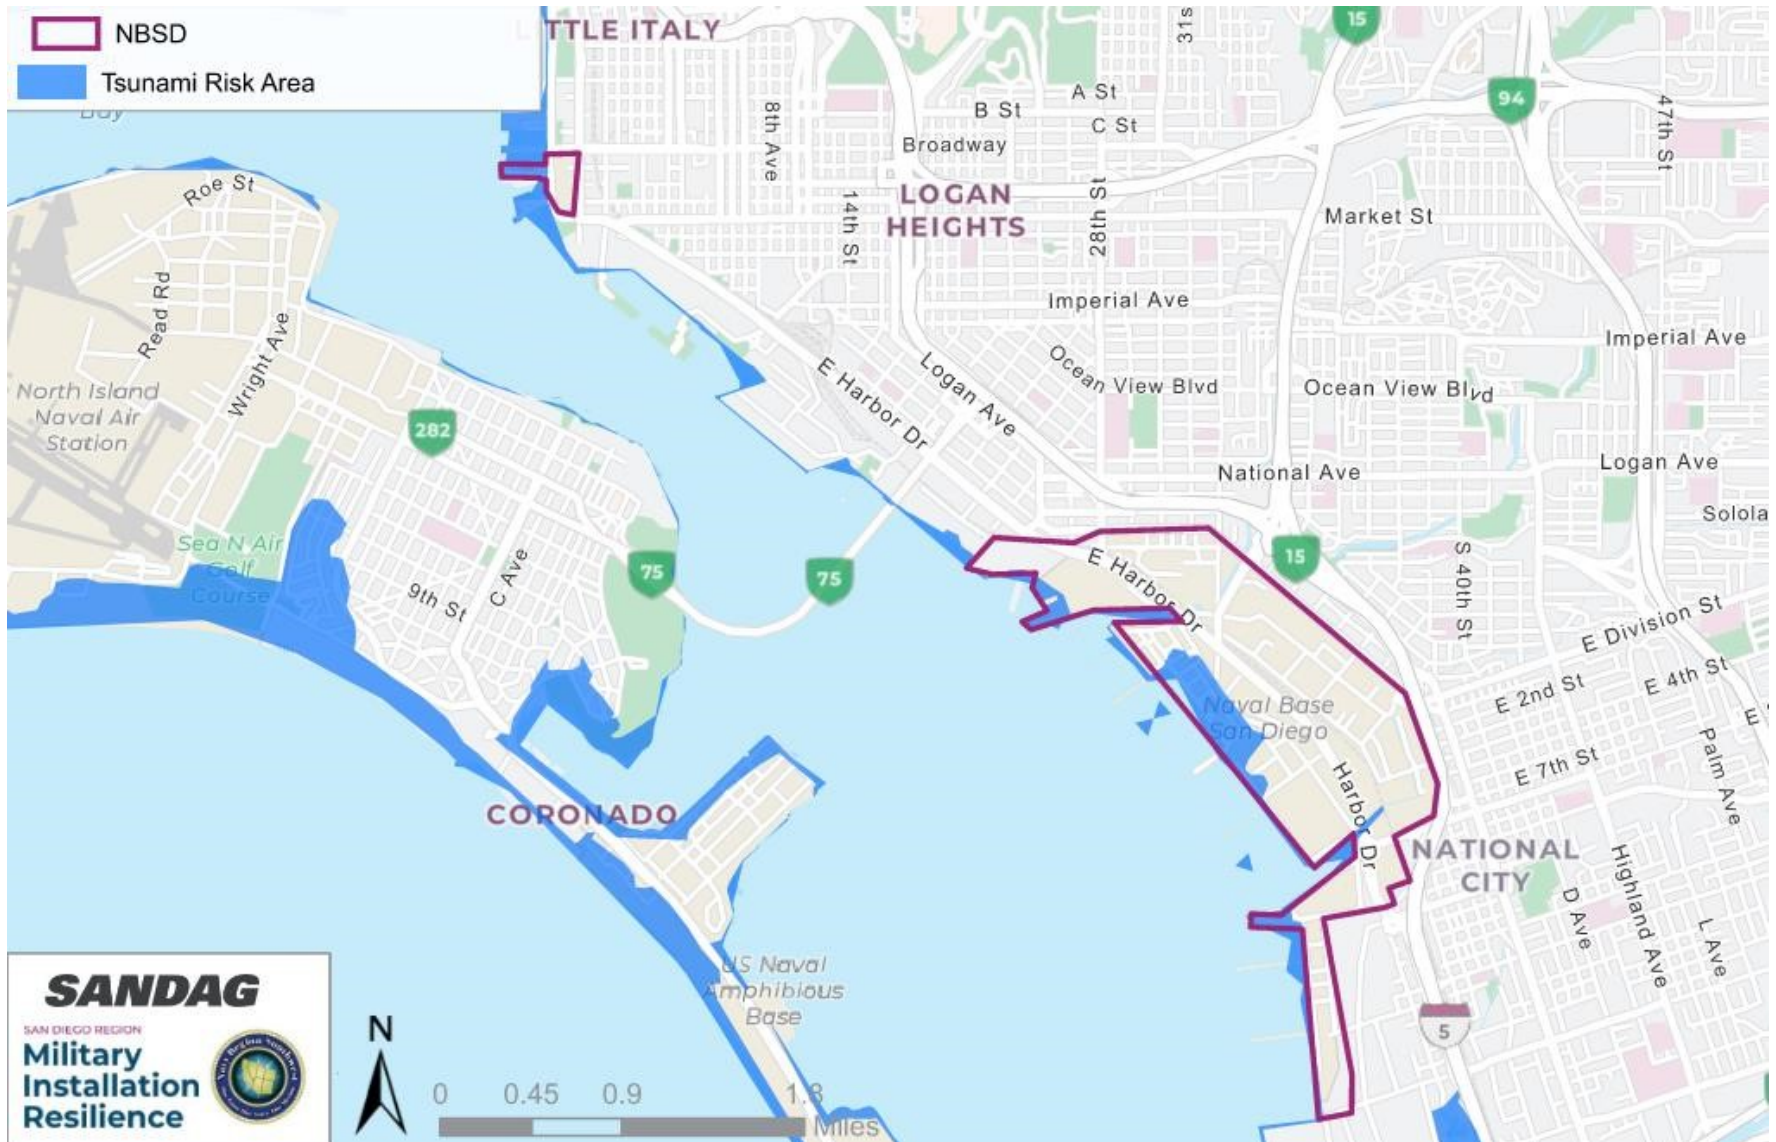 NBSD
Tsunami Risk Area
Bay
LITTLE ITALY
31s
15
94
47th St
A St
B St
C St
8th Ave
Broadway
14th St
LOGAN
HEIGHTS
28th St
Market St
Roe St
Read Rd
Wright Ave
Imperial Ave
Imperial Ave
North Island
Naval Air
Station
282
E Harbor Dr
Logan Ave
Ocean View Blvd
Ocean View Blvd
National Ave
Logan Ave
Solola
Sea N Air
Golf
Course
9th St
C Ave
75
75
E Harbor Dr
15
S 40th St
E Division St
E 2nd St
E 4th St
E
Naval Base
San Diego
Palm Ave
E 7th St
Harbor Dr
CORONADO
NATIONAL
CITY
Highland Ave
D Ave
L Ave
US Naval
Amphibious
Base
5
SANDAG
SAN DIEGO REGION
Military
Installation
Resilience
N
0 0.45 0.9 1.8
Miles